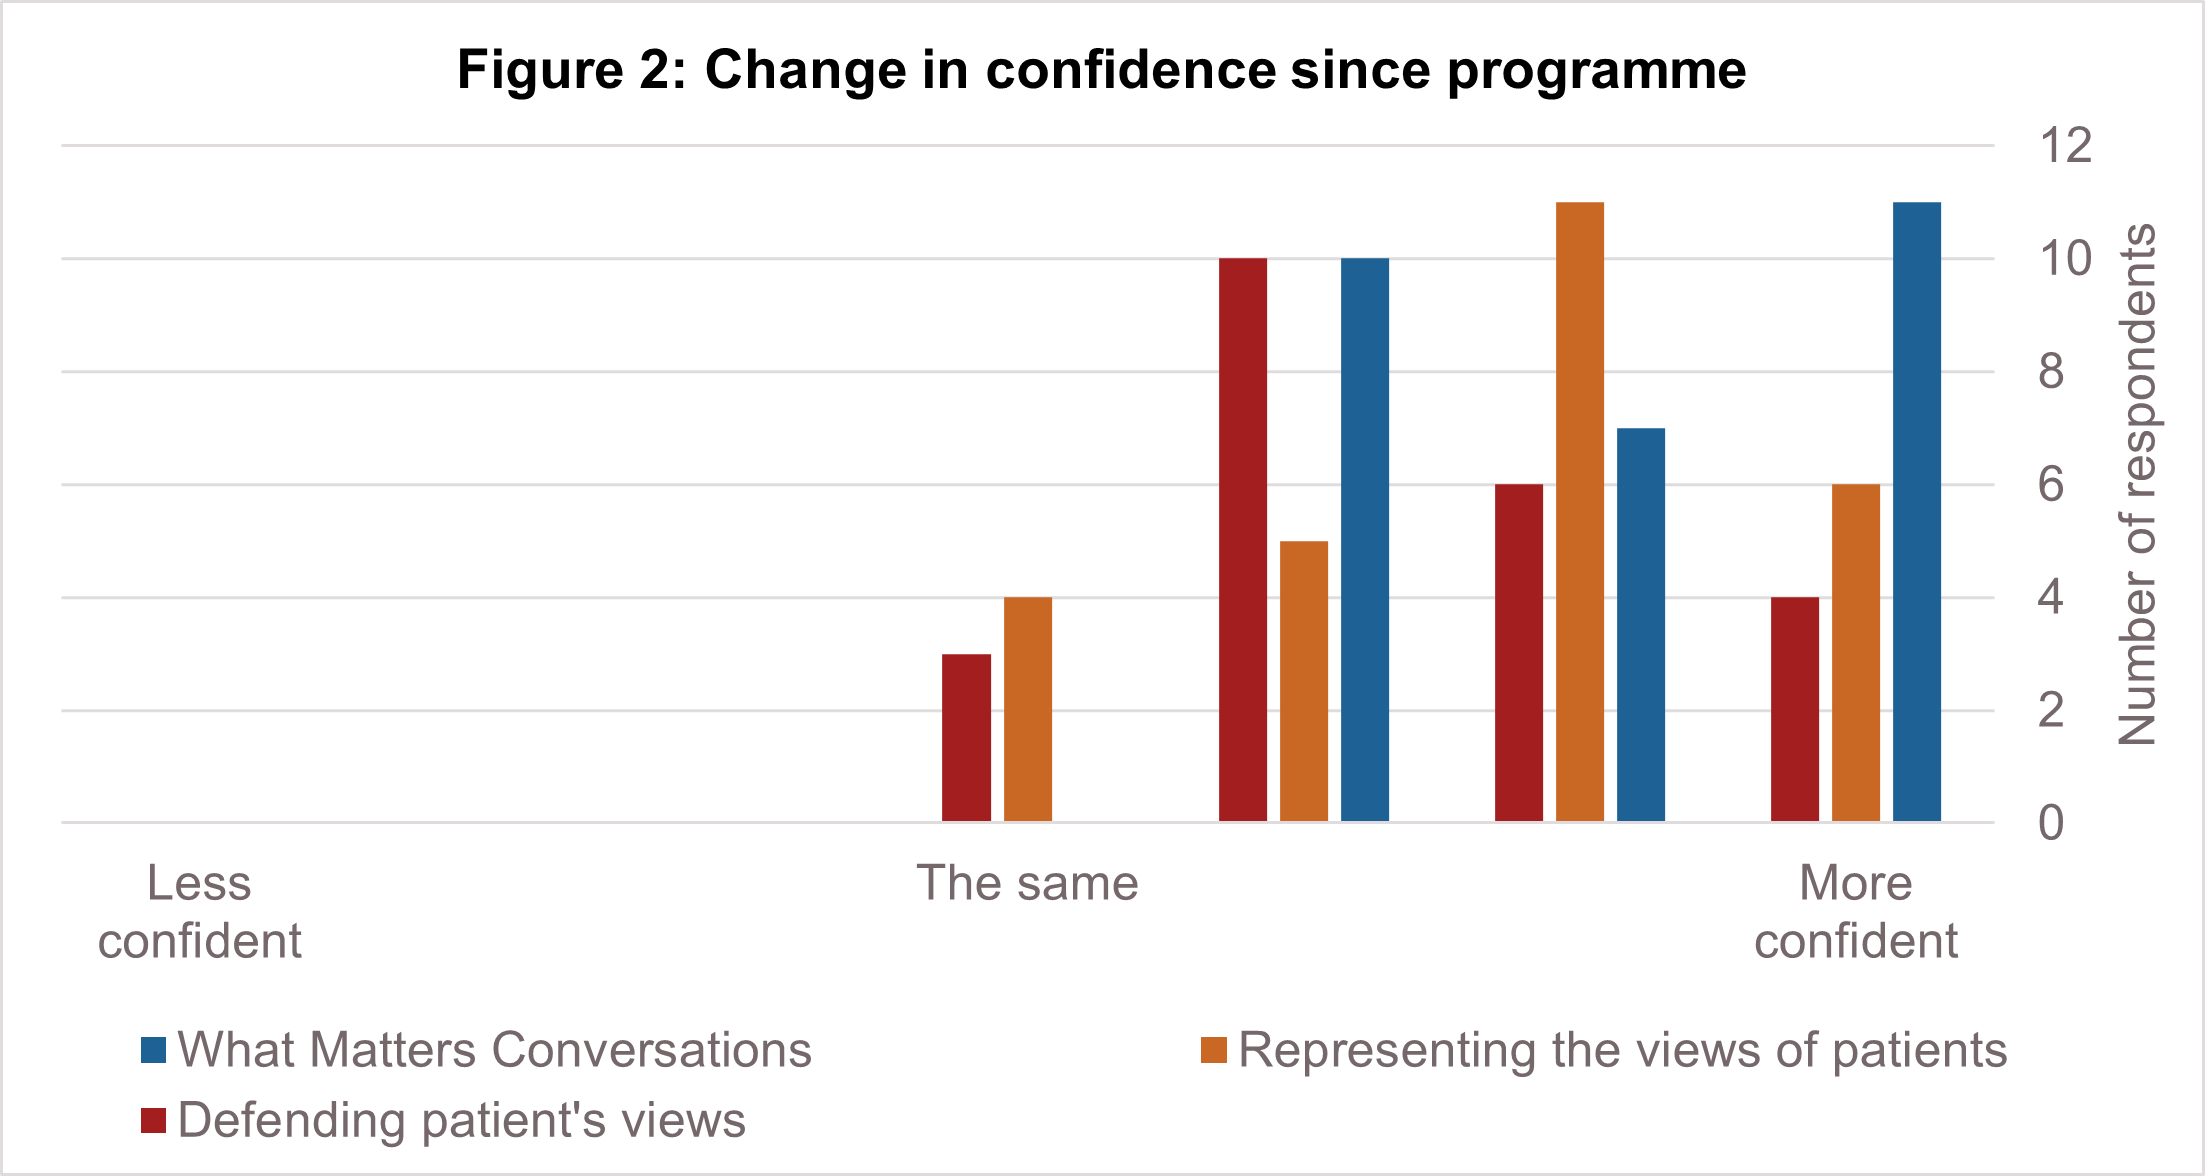 Figure 2: Change in confidence since programme
12
10
8
6
4
2
0
Number of respondents
Less
confident
The same
More
confident
What Matters Conversations
Representing the views of patients
Defending patient's views